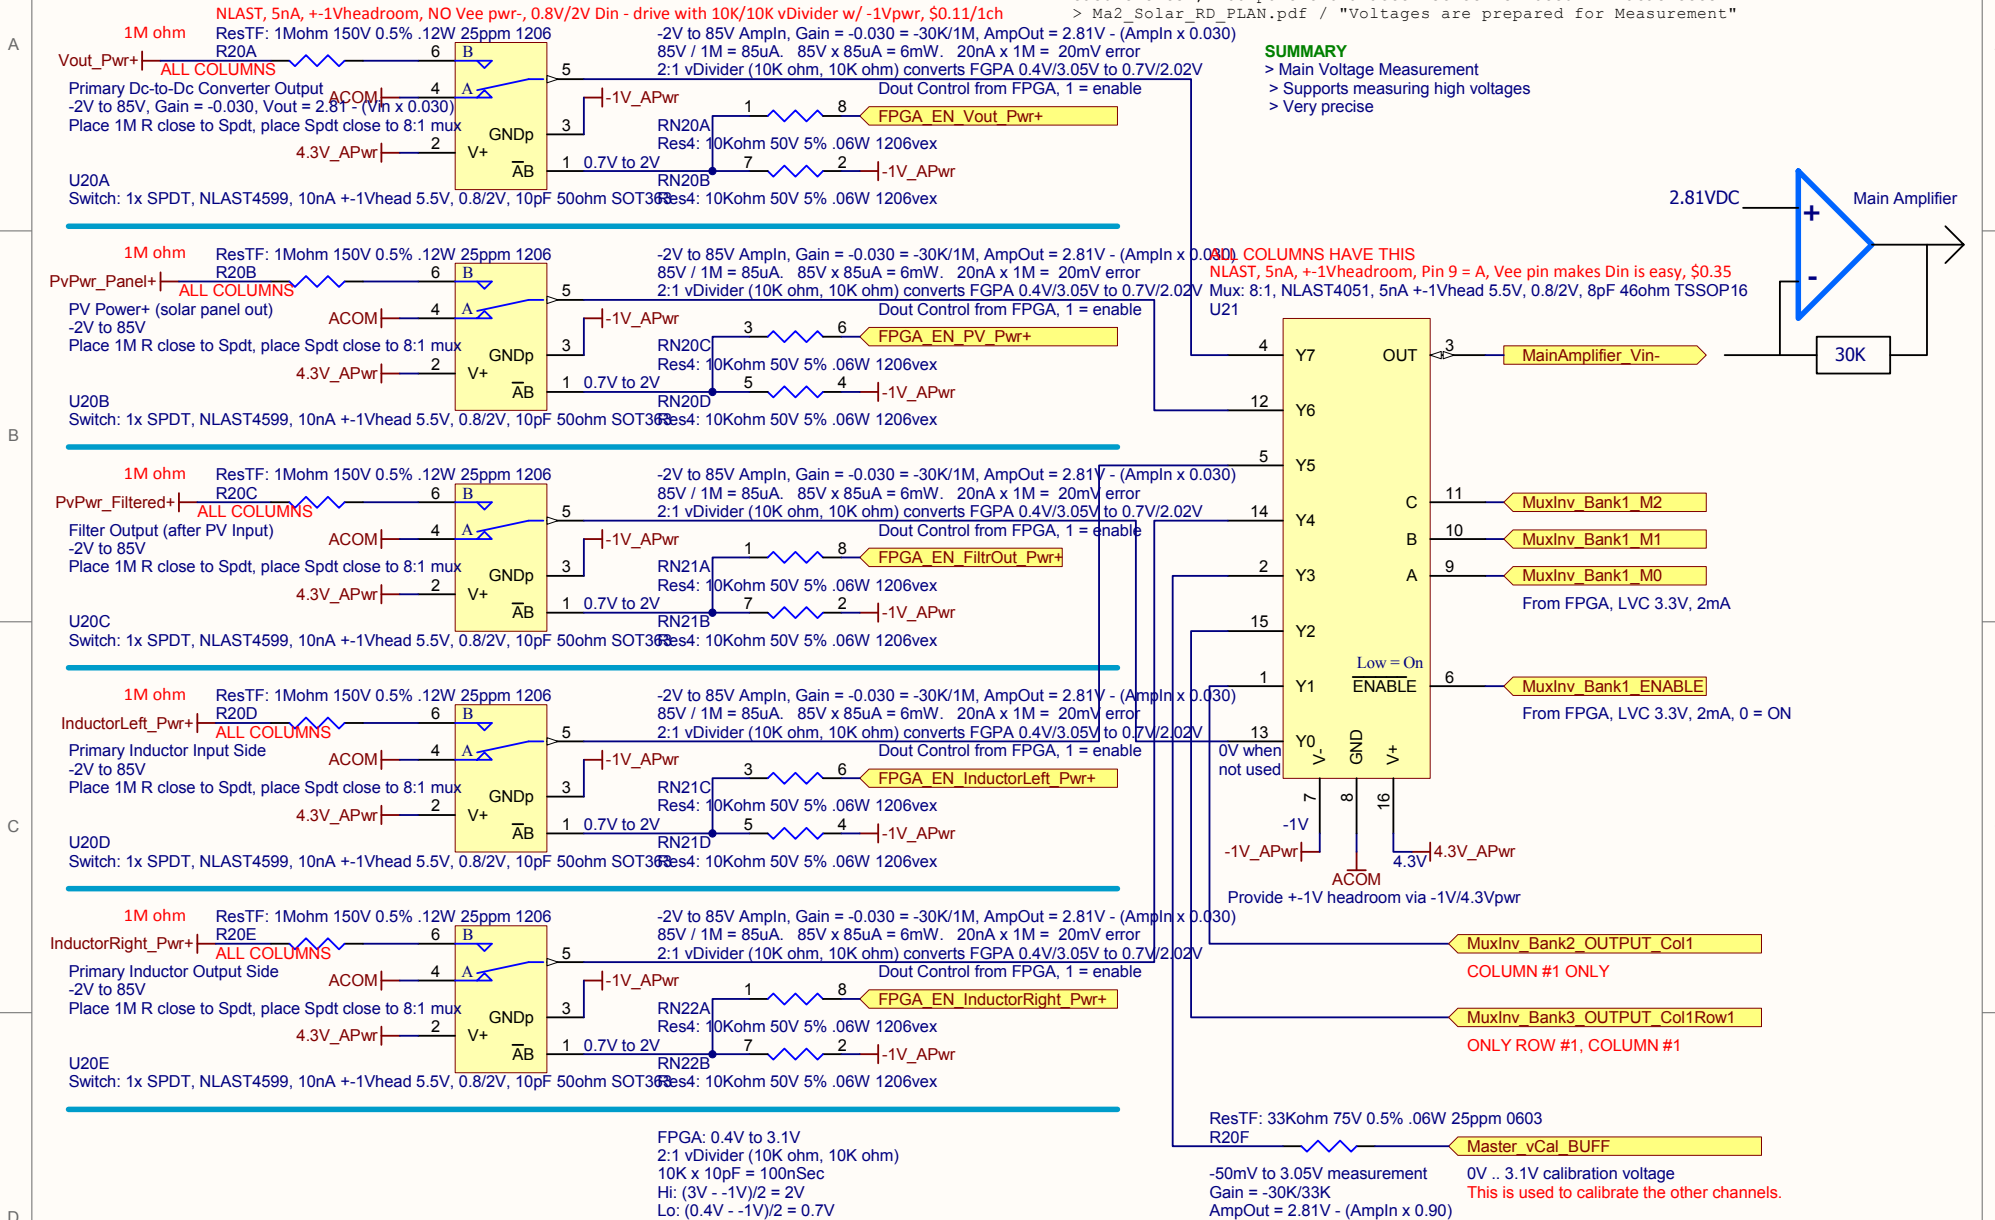 NLAST, 5nA, +-1Vheadroom, NO Vee pwr-, 0.8V/2V Din - drive with 10K/10K vDivider w/ -1Vpwr, $0.11/1ch
> Ma2_Solar_RD_PLAN.pdf / "Voltages are prepared for Measurement"
SUMMARY
> Main Voltage Measurement
> Supports measuring high voltages
> Very precise
A
B
C
D
1M ohm
ResTF: 1Mohm 150V 0.5% .12W 25ppm 1206
R20A
Vout_Pwr+
ALL COLUMNS
Primary Dc-to-Dc Converter Output
-2V to 85V, Gain = -0.030, Vout = 2.81 - (Vin x 0.030)
Place 1M R close to Spdt, place Spdt close to 8:1 mux
ACOM
4.3V_APwr
6 B
4 A
GNDp
2 V+
AB
5
3
1
-1V_APwr
0.7V to 2V
U20A
Switch: 1x SPDT, NLAST4599, 10nA +-1Vhead 5.5V, 0.8/2V, 10pF 50ohm SOT363
-2V to 85V AmpIn, Gain = -0.030 = -30K/1M, AmpOut = 2.81V - (AmpIn x 0.030)
85V / 1M = 85uA. 85V x 85uA = 6mW. 20nA x 1M = 20mV error
2:1 vDivider (10K ohm, 10K ohm) converts FGPA 0.4V/3.05V to 0.7V/2.02V
Dout Control from FPGA, 1 = enable
RN20A
1 8
FPGA_EN_Vout_Pwr+
Res4: 10Kohm 50V 5% .06W 1206vex
RN20B
7 2
-1V_APwr
Res4: 10Kohm 50V 5% .06W 1206vex
1M ohm
ResTF: 1Mohm 150V 0.5% .12W 25ppm 1206
R20B
PvPwr_Panel+
ALL COLUMNS
PV Power+ (solar panel out)
-2V to 85V
Place 1M R close to Spdt, place Spdt close to 8:1 mux
ACOM
4.3V_APwr
6 B
4 A
GNDp
2 V+
AB
5
3
1
-1V_APwr
0.7V to 2V
U20B
Switch: 1x SPDT, NLAST4599, 10nA +-1Vhead 5.5V, 0.8/2V, 10pF 50ohm SOT363
-2V to 85V AmpIn, Gain = -0.030 = -30K/1M, AmpOut = 2.81V - (AmpIn x 0.030)
85V / 1M = 85uA. 85V x 85uA = 6mW. 20nA x 1M = 20mV error
2:1 vDivider (10K ohm, 10K ohm) converts FGPA 0.4V/3.05V to 0.7V/2.02V
Dout Control from FPGA, 1 = enable
RN20C
3 6
FPGA_EN_PV_Pwr+
Res4: 10Kohm 50V 5% .06W 1206vex
RN20D
5 4
-1V_APwr
Res4: 10Kohm 50V 5% .06W 1206vex
1M ohm
ResTF: 1Mohm 150V 0.5% .12W 25ppm 1206
R20C
PvPwr_Filtered+
ALL COLUMNS
Filter Output (after PV Input)
-2V to 85V
Place 1M R close to Spdt, place Spdt close to 8:1 mux
ACOM
4.3V_APwr
6 B
4 A
GNDp
2 V+
AB
5
3
1
-1V_APwr
0.7V to 2V
U20C
Switch: 1x SPDT, NLAST4599, 10nA +-1Vhead 5.5V, 0.8/2V, 10pF 50ohm SOT363
-2V to 85V AmpIn, Gain = -0.030 = -30K/1M, AmpOut = 2.81V - (AmpIn x 0.030)
85V / 1M = 85uA. 85V x 85uA = 6mW. 20nA x 1M = 20mV error
2:1 vDivider (10K ohm, 10K ohm) converts FGPA 0.4V/3.05V to 0.7V/2.02V
Dout Control from FPGA, 1 = enable
RN21A
1 8
FPGA_EN_FiltrOut_Pwr+
Res4: 10Kohm 50V 5% .06W 1206vex
RN21B
7 2
-1V_APwr
Res4: 10Kohm 50V 5% .06W 1206vex
1M ohm
ResTF: 1Mohm 150V 0.5% .12W 25ppm 1206
R20D
InductorLeft_Pwr+
ALL COLUMNS
Primary Inductor Input Side
-2V to 85V
Place 1M R close to Spdt, place Spdt close to 8:1 mux
ACOM
4.3V_APwr
6 B
4 A
GNDp
2 V+
AB
5
3
1
-1V_APwr
0.7V to 2V
U20D
Switch: 1x SPDT, NLAST4599, 10nA +-1Vhead 5.5V, 0.8/2V, 10pF 50ohm SOT363
-2V to 85V AmpIn, Gain = -0.030 = -30K/1M, AmpOut = 2.81V - (AmpIn x 0.030)
85V / 1M = 85uA. 85V x 85uA = 6mW. 20nA x 1M = 20mV error
2:1 vDivider (10K ohm, 10K ohm) converts FGPA 0.4V/3.05V to 0.7V/2.02V
Dout Control from FPGA, 1 = enable
RN21C
3 6
FPGA_EN_InductorLeft_Pwr+
Res4: 10Kohm 50V 5% .06W 1206vex
RN21D
5 4
-1V_APwr
Res4: 10Kohm 50V 5% .06W 1206vex
1M ohm
ResTF: 1Mohm 150V 0.5% .12W 25ppm 1206
R20E
InductorRight_Pwr+
ALL COLUMNS
Primary Inductor Output Side
-2V to 85V
Place 1M R close to Spdt, place Spdt close to 8:1 mux
ACOM
4.3V_APwr
6 B
4 A
GNDp
2 V+
AB
5
3
1
-1V_APwr
0.7V to 2V
U20E
Switch: 1x SPDT, NLAST4599, 10nA +-1Vhead 5.5V, 0.8/2V, 10pF 50ohm SOT363
-2V to 85V AmpIn, Gain = -0.030 = -30K/1M, AmpOut = 2.81V - (AmpIn x 0.030)
85V / 1M = 85uA. 85V x 85uA = 6mW. 20nA x 1M = 20mV error
2:1 vDivider (10K ohm, 10K ohm) converts FGPA 0.4V/3.05V to 0.7V/2.02V
Dout Control from FPGA, 1 = enable
RN22A
1 8
FPGA_EN_InductorRight_Pwr+
Res4: 10Kohm 50V 5% .06W 1206vex
RN22B
7 2
-1V_APwr
Res4: 10Kohm 50V 5% .06W 1206vex
FPGA: 0.4V to 3.1V
2:1 vDivider (10K ohm, 10K ohm)
10K x 10pF = 100nSec
Hi: (3V - -1V)/2 = 2V
Lo: (0.4V - -1V)/2 = 0.7V
2.81VDC
+
-
Main Amplifier
30K
ALL COLUMNS HAVE THIS
NLAST, 5nA, +-1Vheadroom, Pin 9 = A, Vee pin makes Din is easy, $0.35
Mux: 8:1, NLAST4051, 5nA +-1Vhead 5.5V, 0.8/2V, 8pF 46ohm TSSOP16
U21
4 Y7
12 Y6
5 Y5
14 Y4
2 Y3
15 Y2
1 Y1
13 Y0
0V when
not used
OUT 3
MainAmplifier_Vin-
C 11
MuxInv_Bank1_M2
B 10
MuxInv_Bank1_M1
A 9
MuxInv_Bank1_M0
From FPGA, LVC 3.3V, 2mA
Low = On
ENABLE 6
MuxInv_Bank1_ENABLE
From FPGA, LVC 3.3V, 2mA, 0 = ON
V-
GND
V+
7
8
16
-1V
-1V_APwr
4.3V
4.3V_APwr
ACOM
Provide +-1V headroom via -1V/4.3Vpwr
MuxInv_Bank2_OUTPUT_Col1
COLUMN #1 ONLY
MuxInv_Bank3_OUTPUT_Col1Row1
ONLY ROW #1, COLUMN #1
ResTF: 33Kohm 75V 0.5% .06W 25ppm 0603
R20F
Master_vCal_BUFF
-50mV to 3.05V measurement
Gain = -30K/33K
AmpOut = 2.81V - (AmpIn x 0.90)
0V .. 3.1V calibration voltage
This is used to calibrate the other channels.